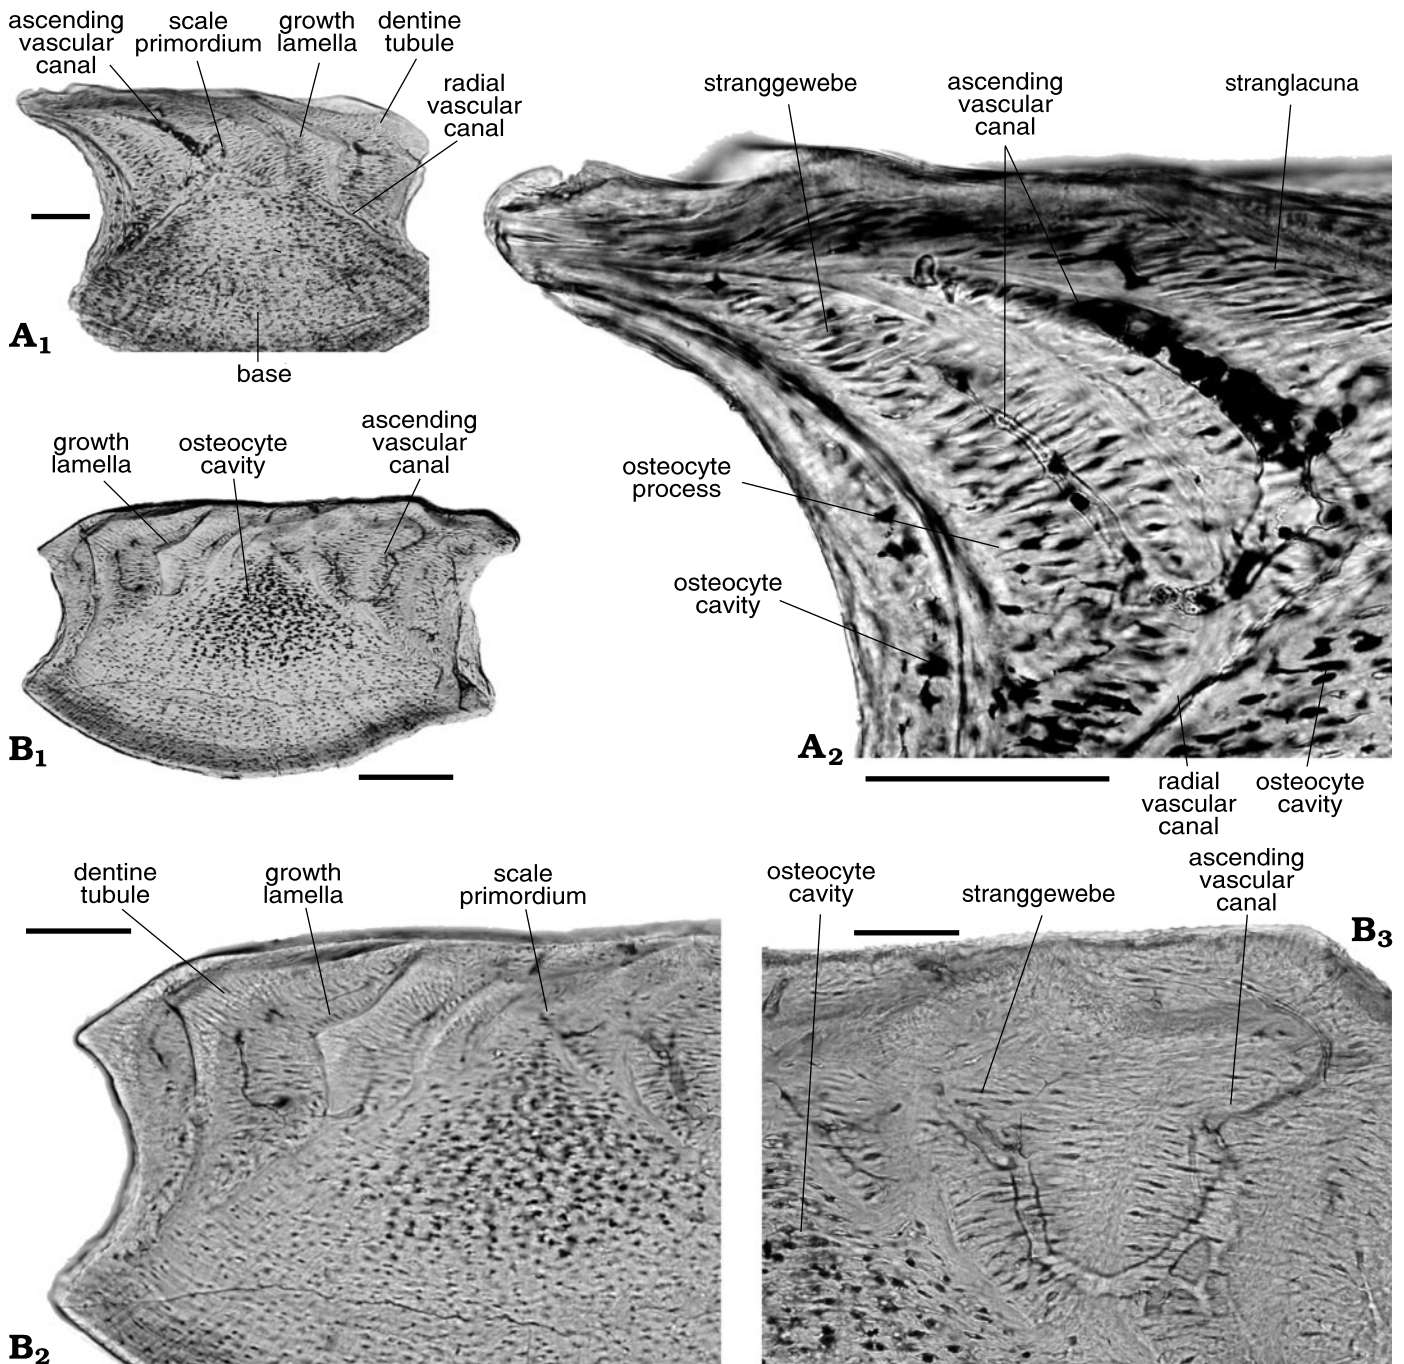 ascending
vascular
canal
scale
primordium
growth
lamella
dentine
tubule
radial
vascular
canal
base
A1
stranggewebe
ascending
vascular
canal
stranglacuna
osteocyte
process
osteocyte
cavity
A2
radial
vascular
canal
osteocyte
cavity
growth
lamella
osteocyte
cavity
ascending
vascular
canal
B1
dentine
tubule
growth
lamella
scale
primordium
B2
osteocyte
cavity
stranggewebe
ascending
vascular
canal
B3